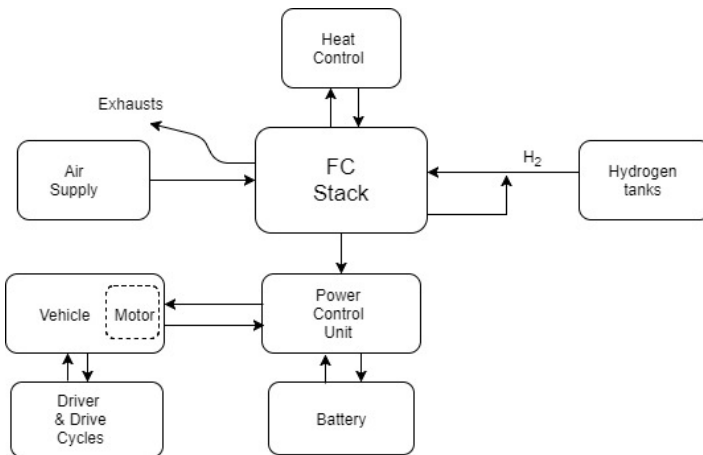 Heat
Control
Exhausts
Air
Supply
FC
Stack
H₂
Hydrogen
tanks
Vehicle
Motor
Power
Control
Unit
Driver
& Drive
Cycles
Battery